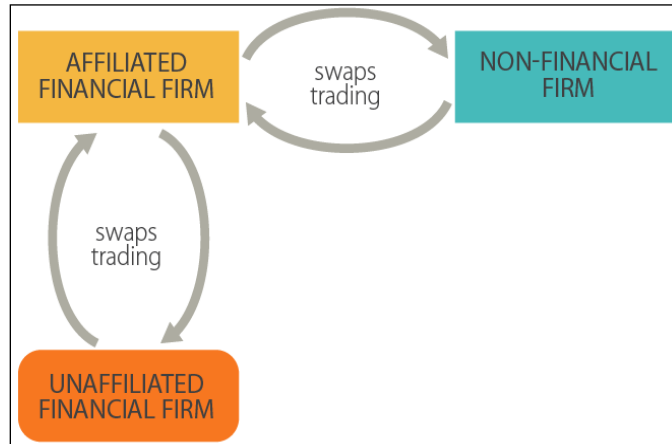 AFFILIATED
FINANCIAL FIRM
swaps
trading
NON-FINANCIAL
FIRM
swaps
trading
UNAFFILIATED
FINANCIAL FIRM